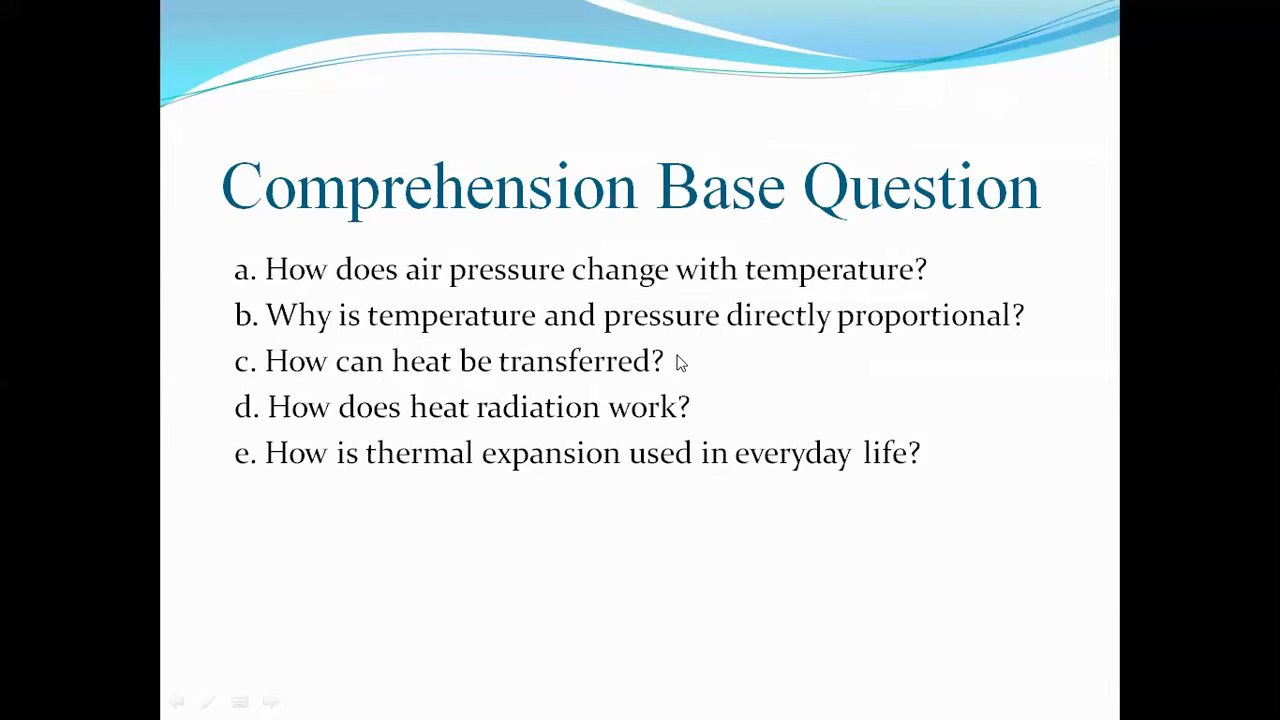 Comprehension Base Question
a. How does air pressure change with temperature?
b. Why is temperature and pressure directly proportional?
c. How can heat be transferred?
d. How does heat radiation work?
e. How is thermal expansion used in everyday life?